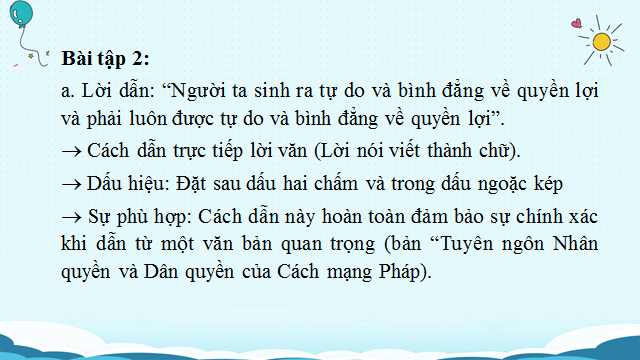 Bài tập 2:
a. Lời dẫn: “Người ta sinh ra tự do và bình đẳng về quyền lợi
và phải luôn được tự do và bình đẳng về quyền lợi”.
→ Cách dẫn trực tiếp lời văn (Lời nói viết thành chữ).
→ Dấu hiệu: Đặt sau dấu hai chấm và trong dấu ngoặc kép
→ Sự phù hợp: Cách dẫn này hoàn toàn đảm bảo sự chính xác
khi dẫn từ một văn bản quan trọng (bản “Tuyên ngôn Nhân
quyền và Dân quyền của Cách mạng Pháp).